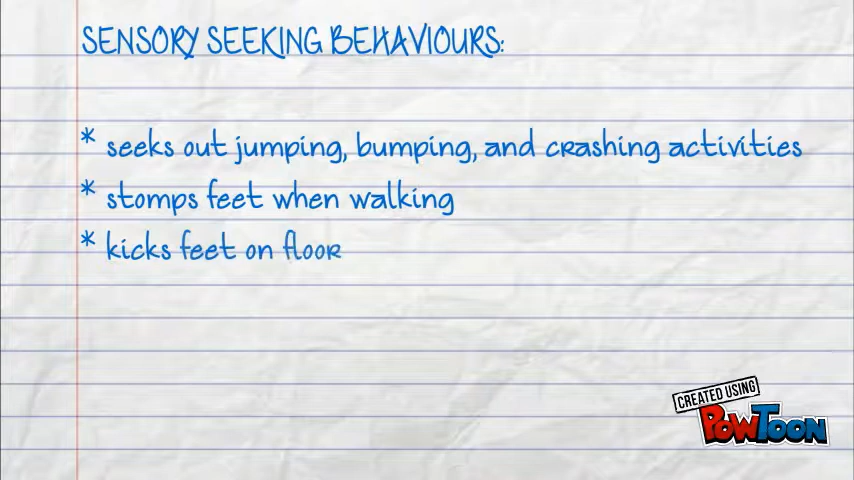 SENSORY SEEKING BEHAVIOURS:
* seeks out jumping, bumping, and crashing activities
* stomps feet when walking
* kicks feet on floor
CREATED USING
POWTOON